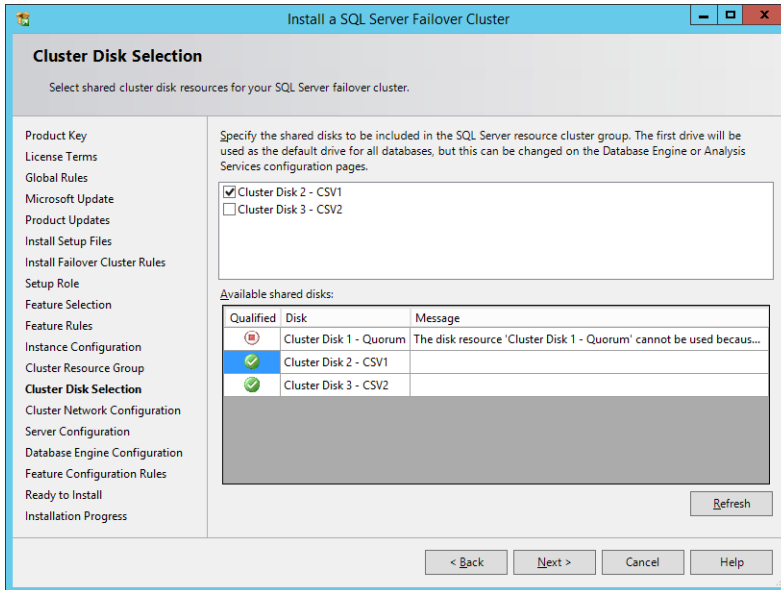 Install a SQL Server Failover Cluster
Cluster Disk Selection
Select shared cluster disk resources for your SQL Server failover cluster.
Product Key
License Terms
Global Rules
Microsoft Update
Product Updates
Install Setup Files
Install Failover Cluster Rules
Setup Role
Feature Selection
Feature Rules
Instance Configuration
Cluster Resource Group
Cluster Disk Selection
Cluster Network Configuration
Server Configuration
Database Engine Configuration
Feature Configuration Rules
Ready to Install
Installation Progress
Specify the shared disks to be included in the SQL Server resource cluster group. The first drive will be
used as the default drive for all databases, but this can be changed on the Database Engine or Analysis
Services configuration pages.
Cluster Disk 2 - CSV1
Cluster Disk 3 - CSV2
Available shared disks:
Qualified Disk Message
Cluster Disk 1 - Quorum The disk resource 'Cluster Disk 1 - Quorum' cannot be used becaus...
Cluster Disk 2 - CSV1
Cluster Disk 3 - CSV2
Refresh
< Back Next > Cancel Help